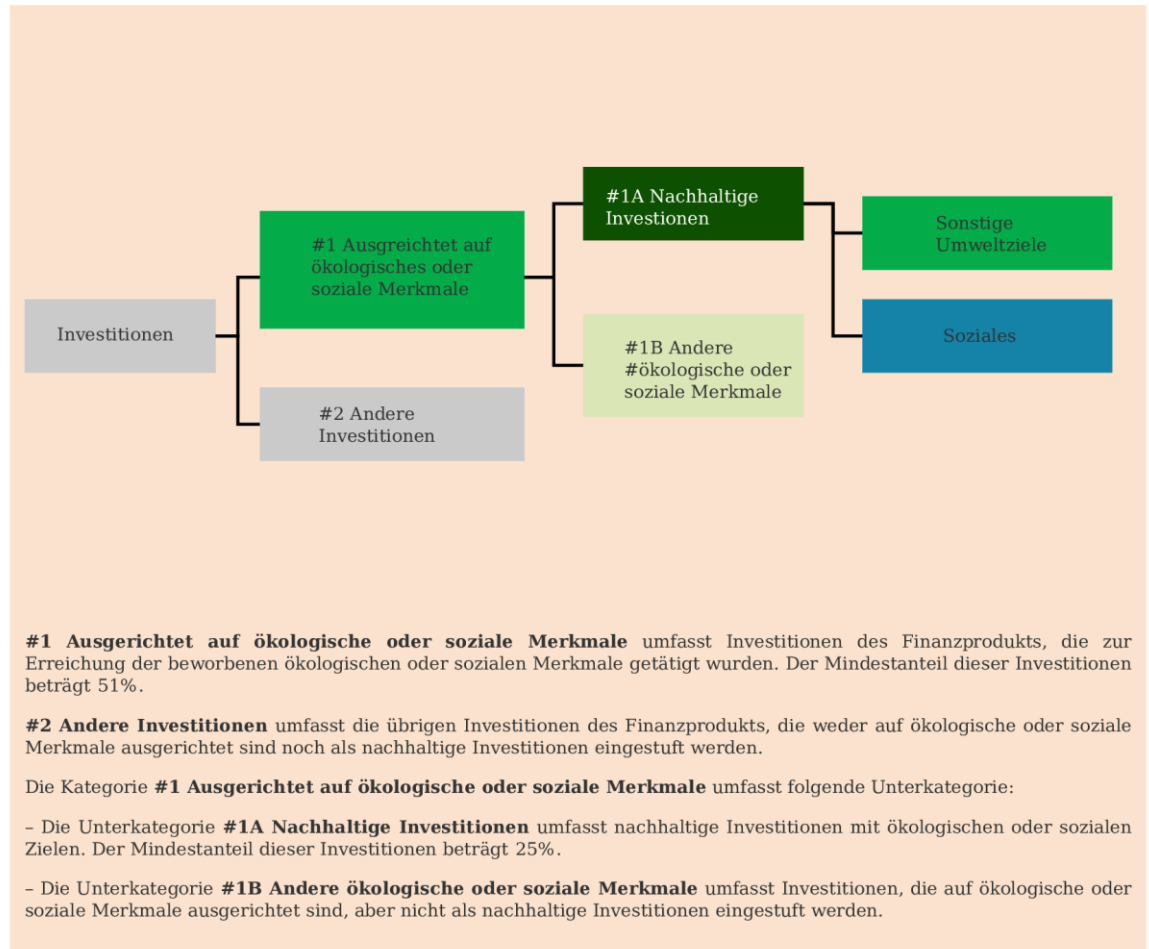 #1A Nachhaltige
Investionen
Sonstige
Umweltziele
#1 Ausgreichtet auf
ökologisches oder
soziale Merkmale
Investitionen
Soziales
#1B Andere
#ökologische oder
soziale Merkmale
#2 Andere
Investitionen
#1 Ausgerichtet auf ökologische oder soziale Merkmale umfasst Investitionen des Finanzprodukts, die zur
Erreichung der beworbenen ökologischen oder sozialen Merkmale getätigt wurden. Der Mindestanteil dieser Investitionen
beträgt 51%.
#2 Andere Investitionen umfasst die übrigen Investitionen des Finanzprodukts, die weder auf ökologische oder soziale
Merkmale ausgerichtet sind noch als nachhaltige Investitionen eingestuft werden.
Die Kategorie #1 Ausgerichtet auf ökologische oder soziale Merkmale umfasst folgende Unterkategorie:
– Die Unterkategorie #1A Nachhaltige Investitionen umfasst nachhaltige Investitionen mit ökologischen oder sozialen
Zielen. Der Mindestanteil dieser Investitionen beträgt 25%.
– Die Unterkategorie #1B Andere ökologische oder soziale Merkmale umfasst Investitionen, die auf ökologische oder
soziale Merkmale ausgerichtet sind, aber nicht als nachhaltige Investitionen eingestuft werden.